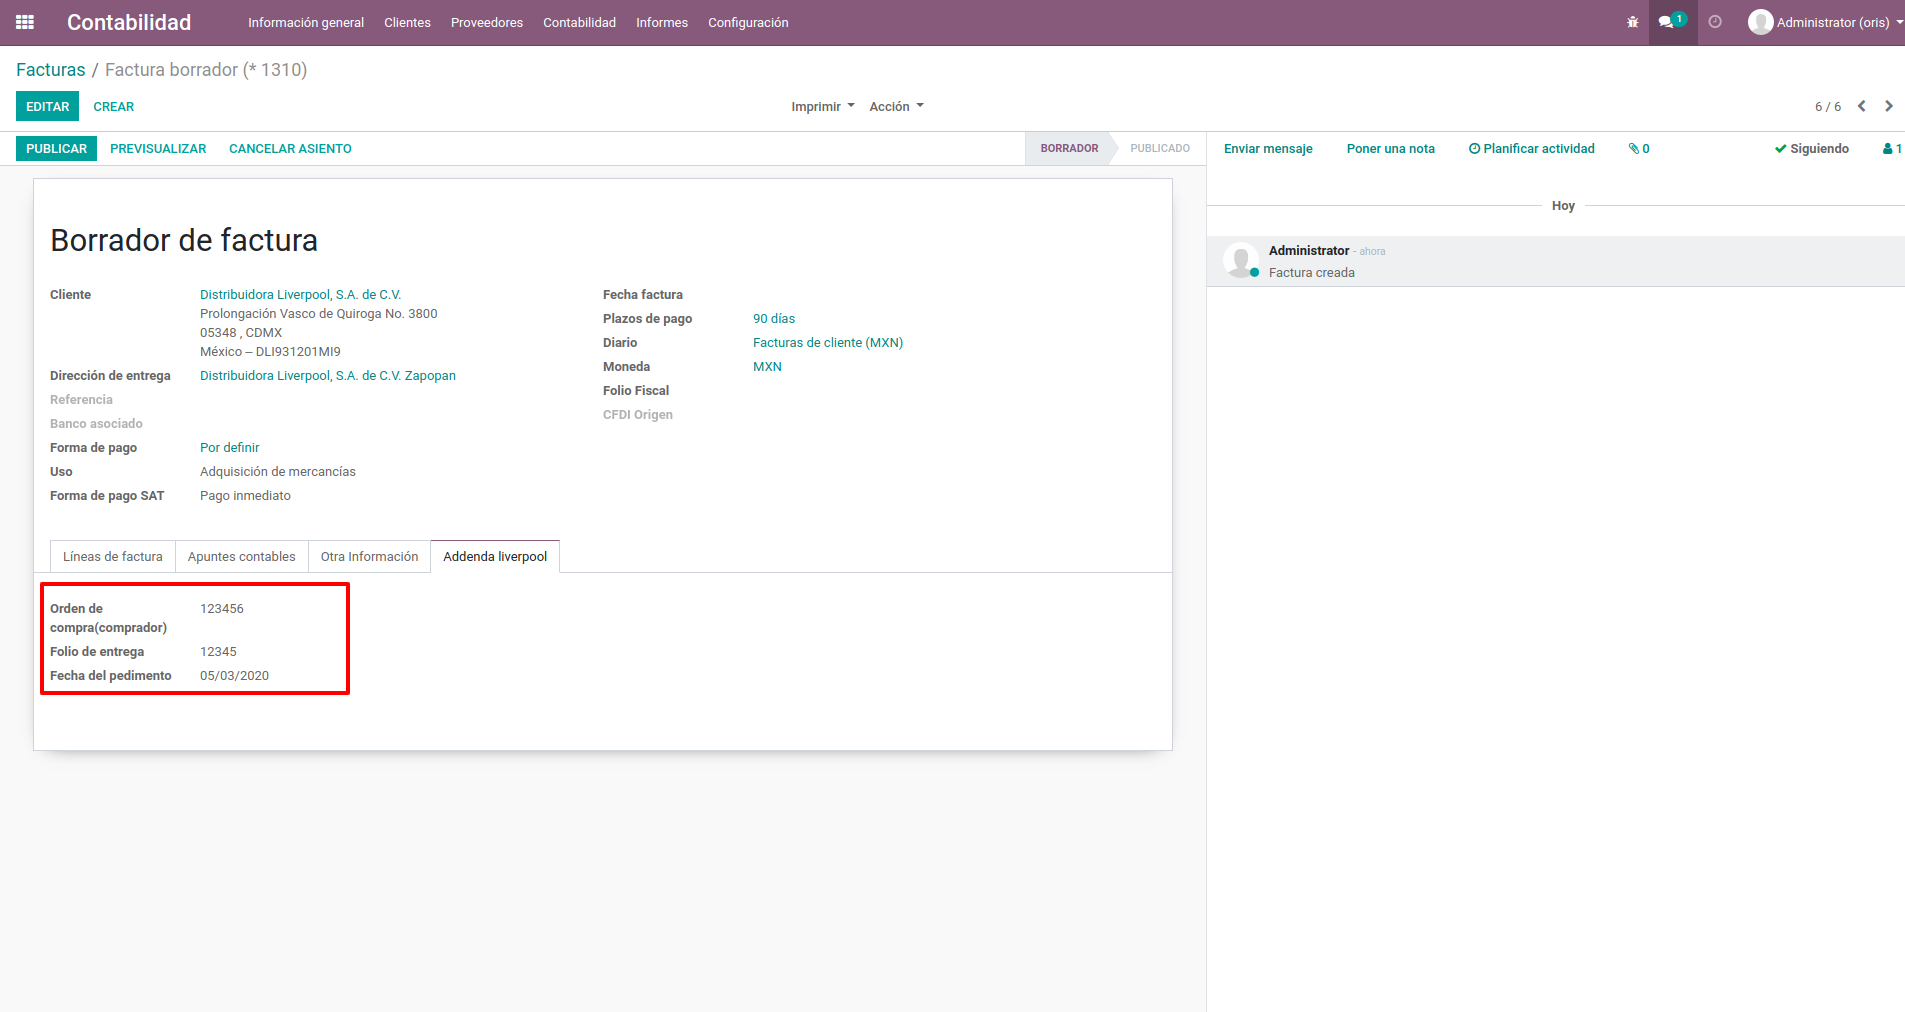 Contabilidad
Información general Clientes Proveedores Contabilidad Informes Configuración
1
Administrator (oris)
Facturas / Factura borrador (* 1310)
EDITAR CREAR
Imprimir Acción
6 / 6
PUBLICAR PREVISUALIZAR CANCELAR ASIENTO
BORRADOR PUBLICADO
Enviar mensaje Poner una nota Planificar actividad 0 Siguiendo 1
Borrador de factura
Cliente Distribuidora Liverpool, S.A. de C.V.
Prolongación Vasco de Quiroga No. 3800
05348 , CDMX
México – DLI931201MI9
Dirección de entrega Distribuidora Liverpool, S.A. de C.V. Zapopan
Referencia
Banco asociado
Forma de pago Por definir
Uso Adquisición de mercancías
Forma de pago SAT Pago inmediato
Fecha factura
Plazos de pago 90 días
Diario Facturas de cliente (MXN)
Moneda MXN
Folio Fiscal
CFDI Origen
Líneas de factura Apuntes contables Otra Información Addenda liverpool
Orden de
compra(comprador) 123456
Folio de entrega 12345
Fecha del pedimento 05/03/2020
Hoy
Administrator - ahora
Factura creada